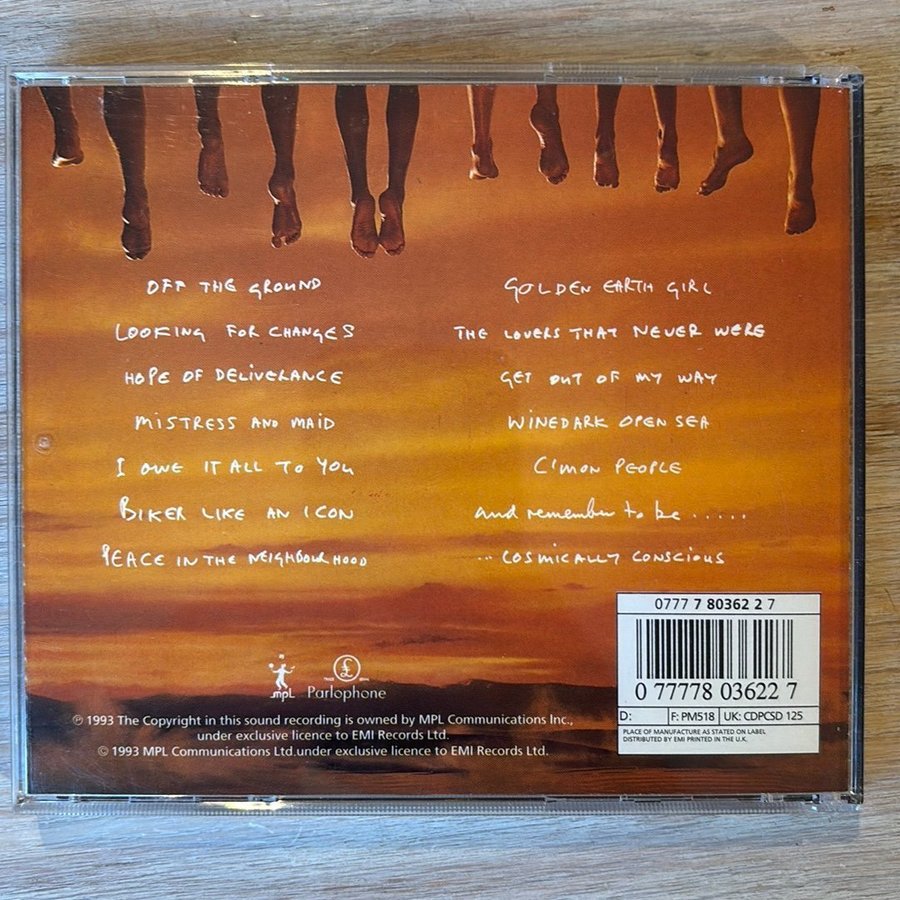 OFF THE GROUND
LOOKING FOR CHANGES
HOPE OF DELIVERANCE
MISTRESS AND MAID
I OWE IT ALL TO YOU
BIKER LIKE AN ICON
PEACE IN THE NEIGHBOURHOOD
GOLDEN EARTH GIRL
THE LOVERS THAT NEVER WERE
GET OUT OF MY WAY
WINEDARK OPEN SEA
C'MON PEOPLE
and remember to be .....
... COSMICALLY CONSCIOUS
mpL
£
TRADE MARK
Parlophone
℗ 1993 The Copyright in this sound recording is owned by MPL Communications Inc.,
under exclusive licence to EMI Records Ltd.
© 1993 MPL Communications Ltd.under exclusive licence to EMI Records Ltd.
0777 7 80362 2 7
0 77778 03622 7
D: F: PM518 UK: CDPCSD 125
PLACE OF MANUFACTURE AS STATED ON LABEL
DISTRIBUTED BY EMI PRINTED IN THE U.K.